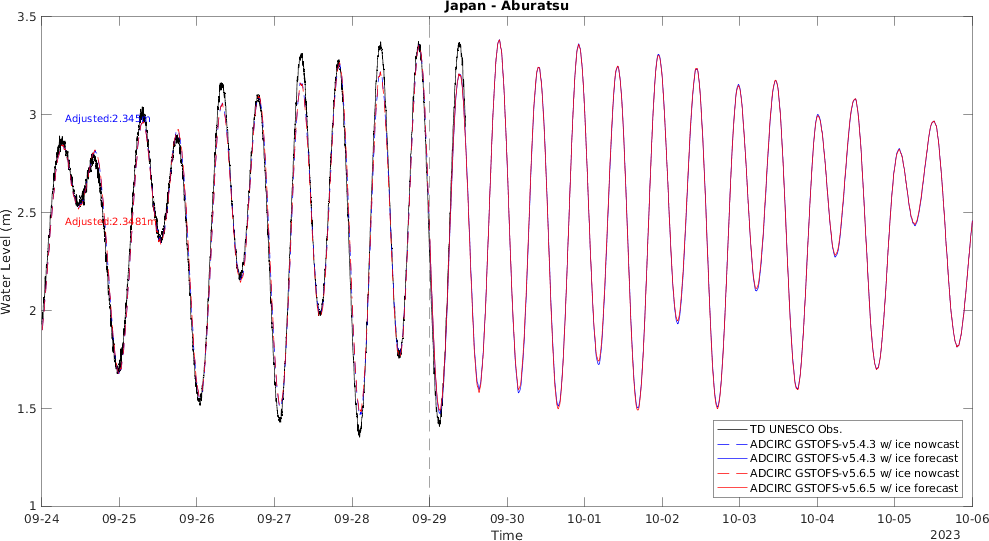 Japan - Aburatsu
3.5
3
2.5
2
1.5
1
Water Level (m)
Adjusted:2.345 m
Adjusted:2.3481m
TD UNESCO Obs.
ADCIRC GSTOFS-v5.4.3 w/ ice nowcast
ADCIRC GSTOFS-v5.4.3 w/ ice forecast
ADCIRC GSTOFS-v5.6.5 w/ ice nowcast
ADCIRC GSTOFS-v5.6.5 w/ ice forecast
09-24 09-25 09-26 09-27 09-28 09-29 09-30 10-01 10-02 10-03 10-04 10-05 10-06
Time
2023